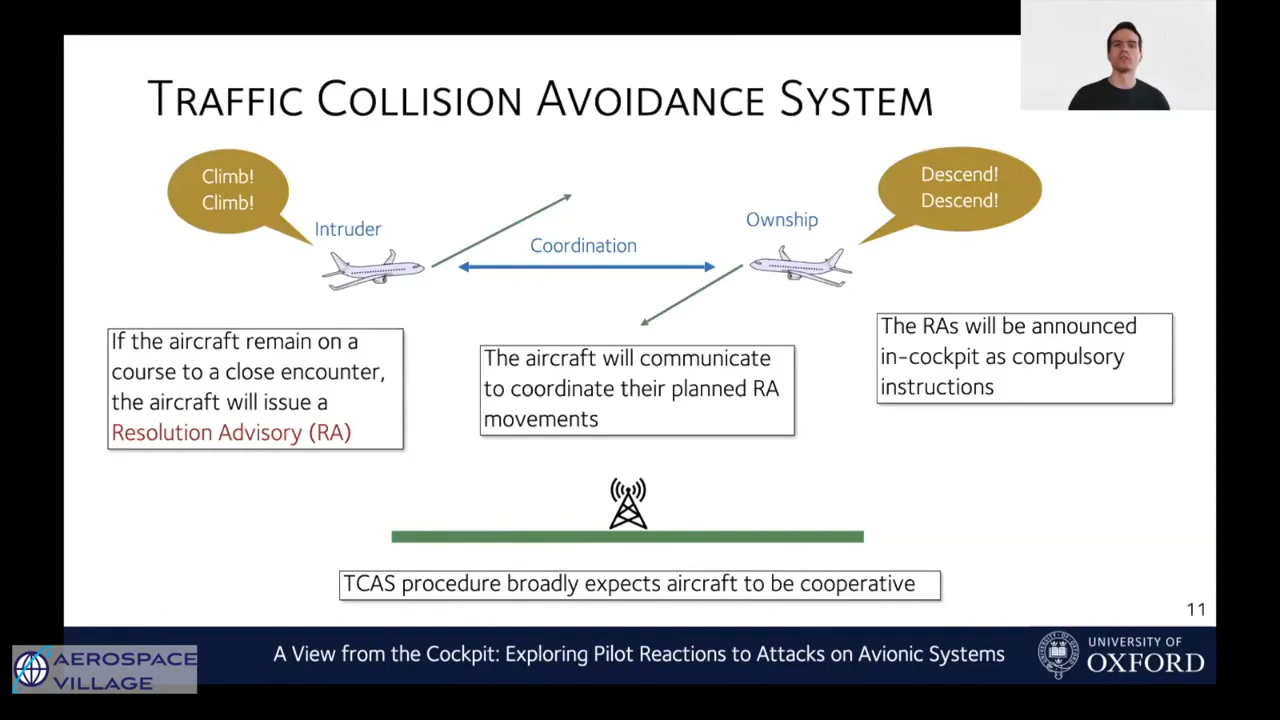 TRAFFIC COLLISION AVOIDANCE SYSTEM
Climb!
Climb!
Descend!
Descend!
Intruder
Ownship
Coordination
If the aircraft remain on a
course to a close encounter,
the aircraft will issue a
Resolution Advisory (RA)
The aircraft will communicate
to coordinate their planned RA
movements
The RAs will be announced
in-cockpit as compulsory
instructions
TCAS procedure broadly expects aircraft to be cooperative
11
AEROSPACE
VILLAGE
A View from the Cockpit: Exploring Pilot Reactions to Attacks on Avionic Systems
UNIVERSITY OF
OXFORD